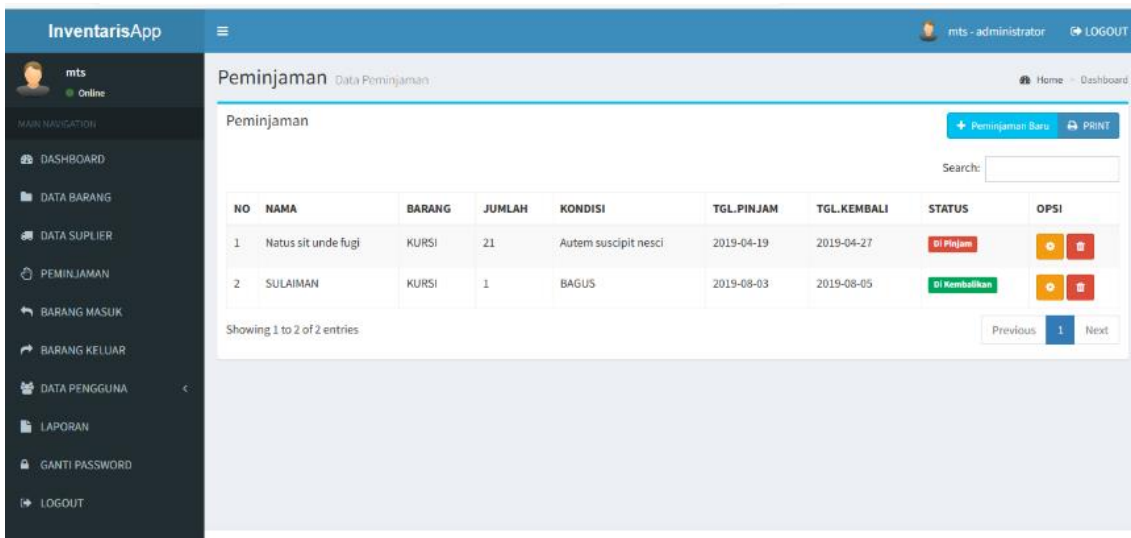 InventarisApp
mts - administrator LOGOUT
mts
Online
MAIN NAVIGATION
DASHBOARD
DATA BARANG
DATA SUPLIER
PEMINJAMAN
BARANG MASUK
BARANG KELUAR
DATA PENGGUNA
LAPORAN
GANTI PASSWORD
LOGOUT
Peminjaman Data Peminjaman
Home - Dashboard
Peminjaman
Peminjaman Baru PRINT
Search:
NO NAMA BARANG JUMLAH KONDISI TGL.PINJAM TGL.KEMBALI STATUS OPSI
1 Natus sit unde fugi KURSI 21 Autem suscipit nesci 2019-04-19 2019-04-27 Di Pinjam
2 SULAIMAN KURSI 1 BAGUS 2019-08-03 2019-08-05 Di Kembalikan
Showing 1 to 2 of 2 entries
Previous 1 Next